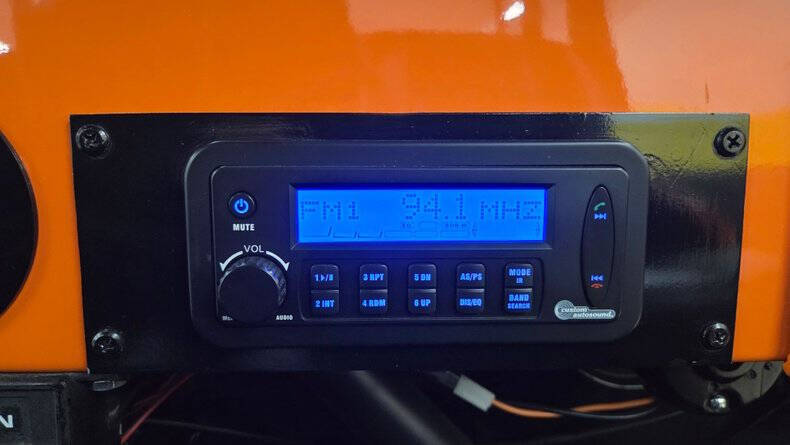 FM1 94.1 MHZ
MUTE
VOL
AUDIO
1 3 RPT 5 DN AS/PS MODE
IR
2 INT 4 RDM 6 UP DIS/EQ BAND
SEARCH
custom
autosound
N